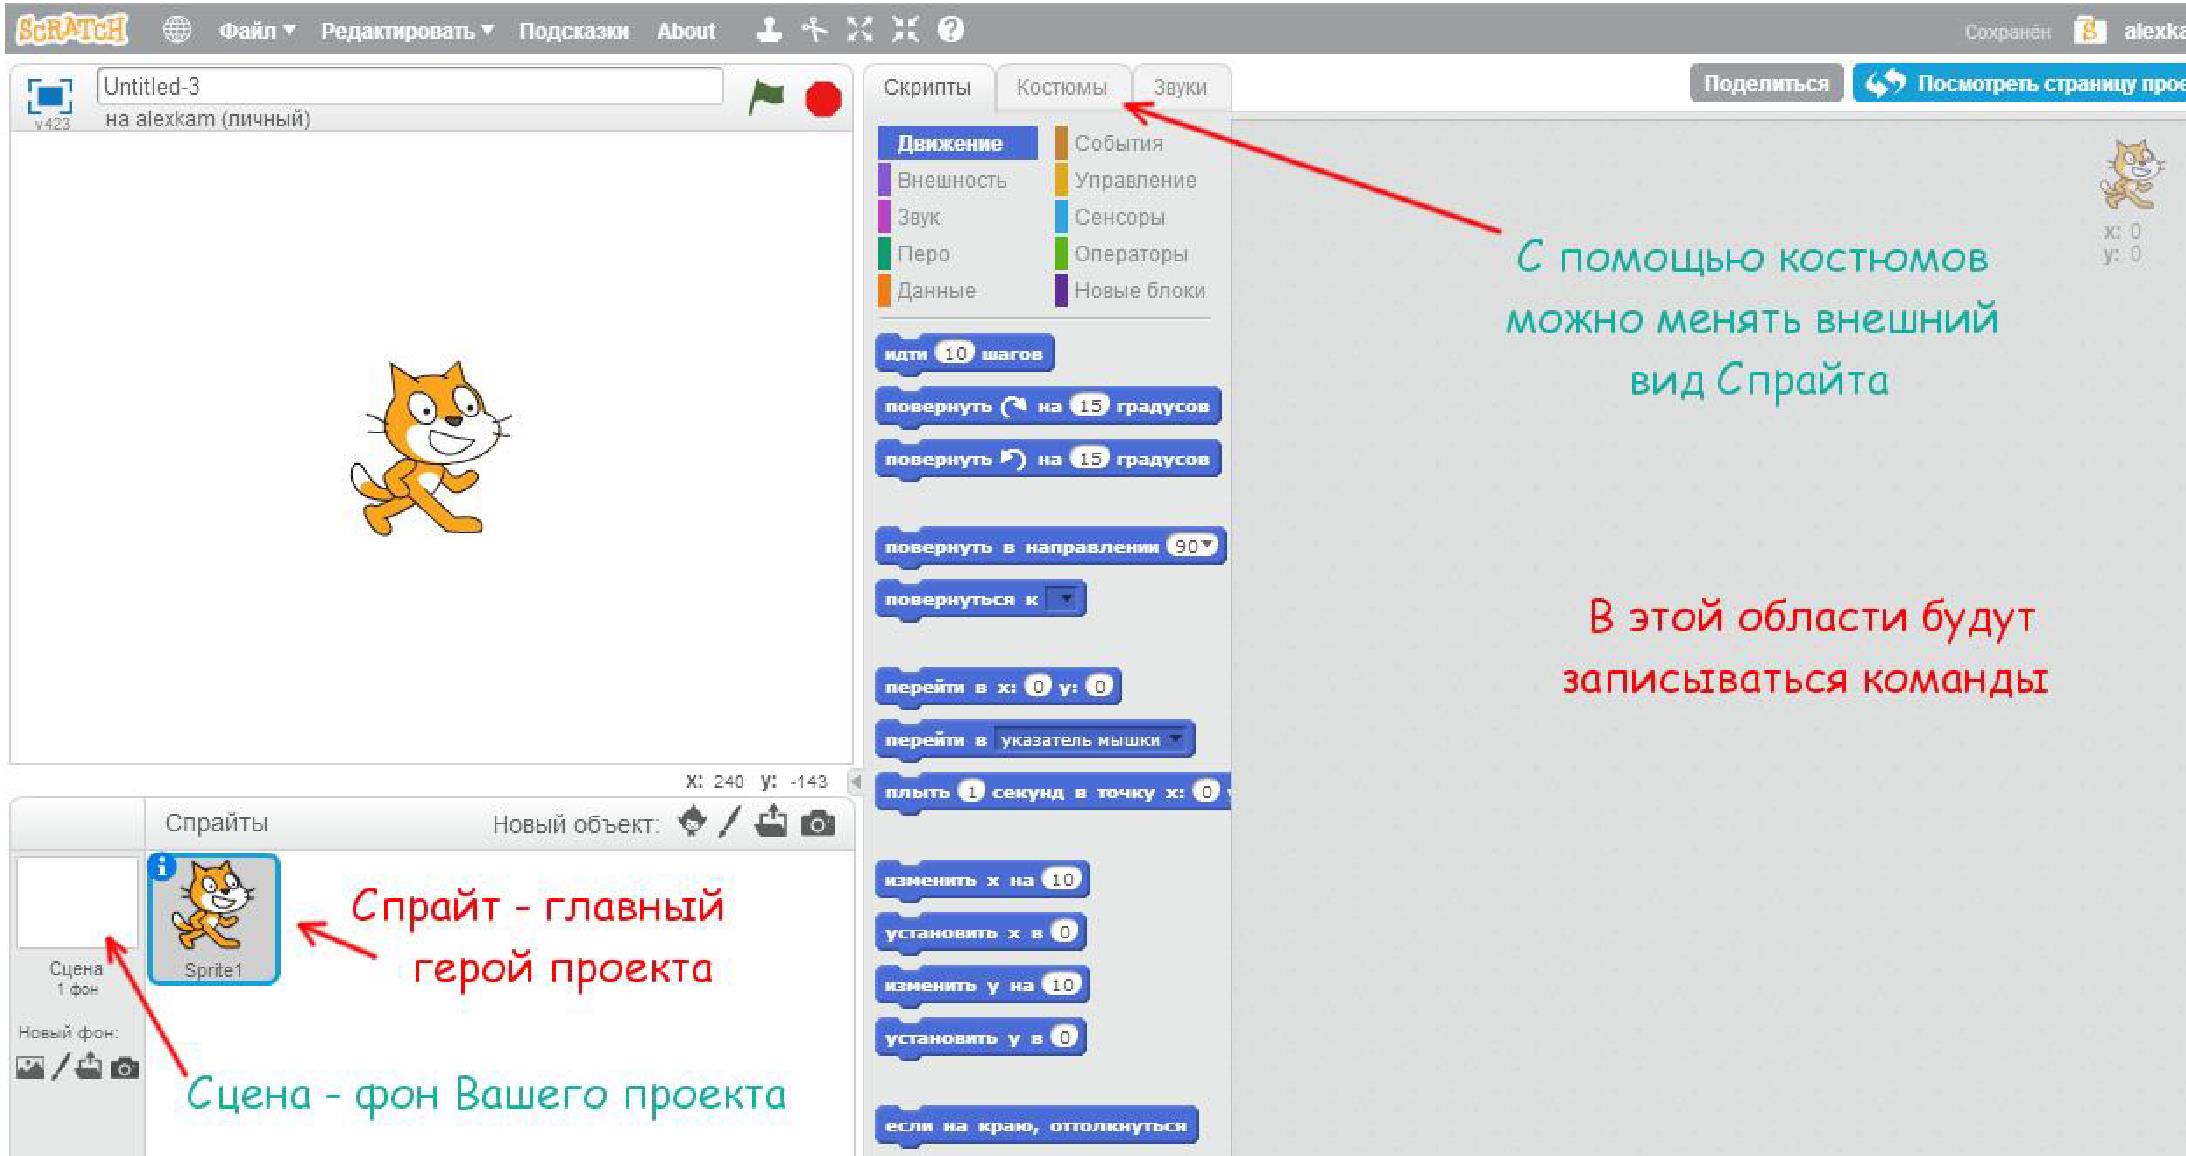 SCRATCH Файл Редактировать Подсказки About Сохранён
Untitled-3
на alexkam (личный)
v423
Скрипты Костюмы Звуки
Поделиться
Посмотреть страницу
Движение События
Внешность Управление
Звук Сенсоры
Перо Операторы
Данные Новые блоки
x: 0
y: 0
идти 10 шагов
повернуть на 15 градусов
повернуть на 15 градусов
повернуть в направлении 90
повернуться к
перейти в x: 0 y: 0
перейти в указатель мышки
плыть 1 секунд в точку x: 0
изменить x на 10
установить x в 0
изменить y на 10
установить y в 0
если на краю, оттолкнуться
С помощью костюмов
можно менять внешний
вид Спрайта
В этой области будут
записываться команды
x: 240 y: -143
Спрайты Новый объект:
Сцена
1 фон
Sprite1
Новый фон:
Спрайт - главный
герой проекта
Сцена - фон Вашего проекта